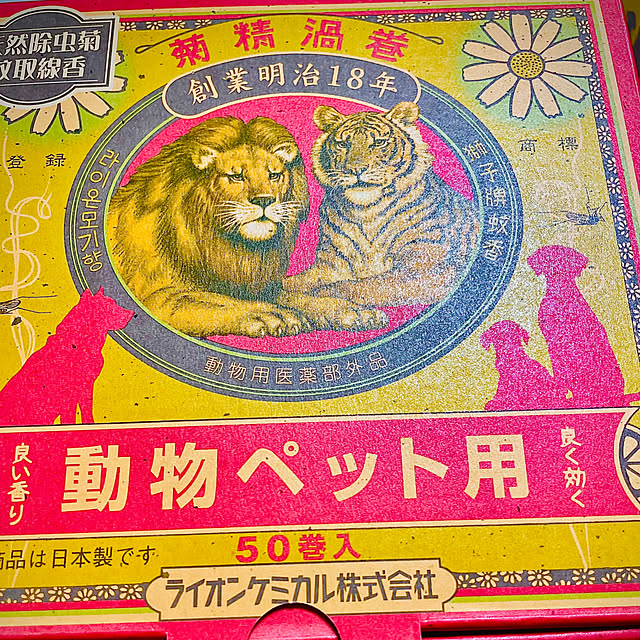 天然除虫菊
蚊取線香
菊精渦巻
創業明治18年
登録
商標
라이온모기향
獅子牌蚊香
動物用医薬部外品
良い香り
動物ペット用
良く効く
商品は日本製です
50巻入
ライオンケミカル株式会社